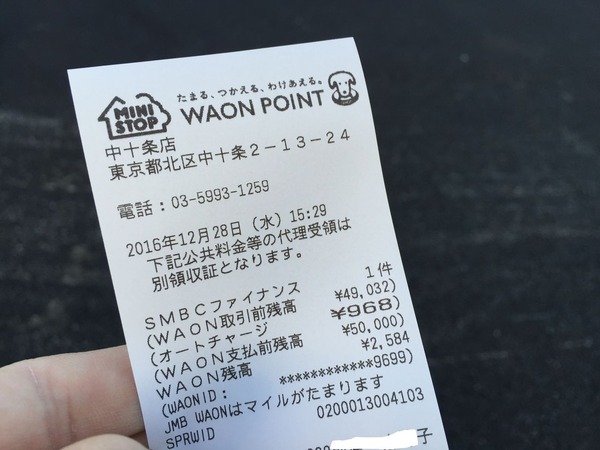 MINI STOP
たまる、つかえる、わけあえる。
WAON POINT
中十条店
東京都北区中十条2-13-24
電話：03-5993-1259
2016年12月28日（水）15:29
下記公共料金等の代理受領は
別領収証となります。
SMBCファイナンス 1件
(WAON取引前残高 ¥49,032)
(オートチャージ ¥968)
(WAON支払前残高 ¥50,000)
WAON残高 ¥2,584
(WAONID： ************9699)
JMB WAONはマイルがたまります
SPRWID 0200013004103
子